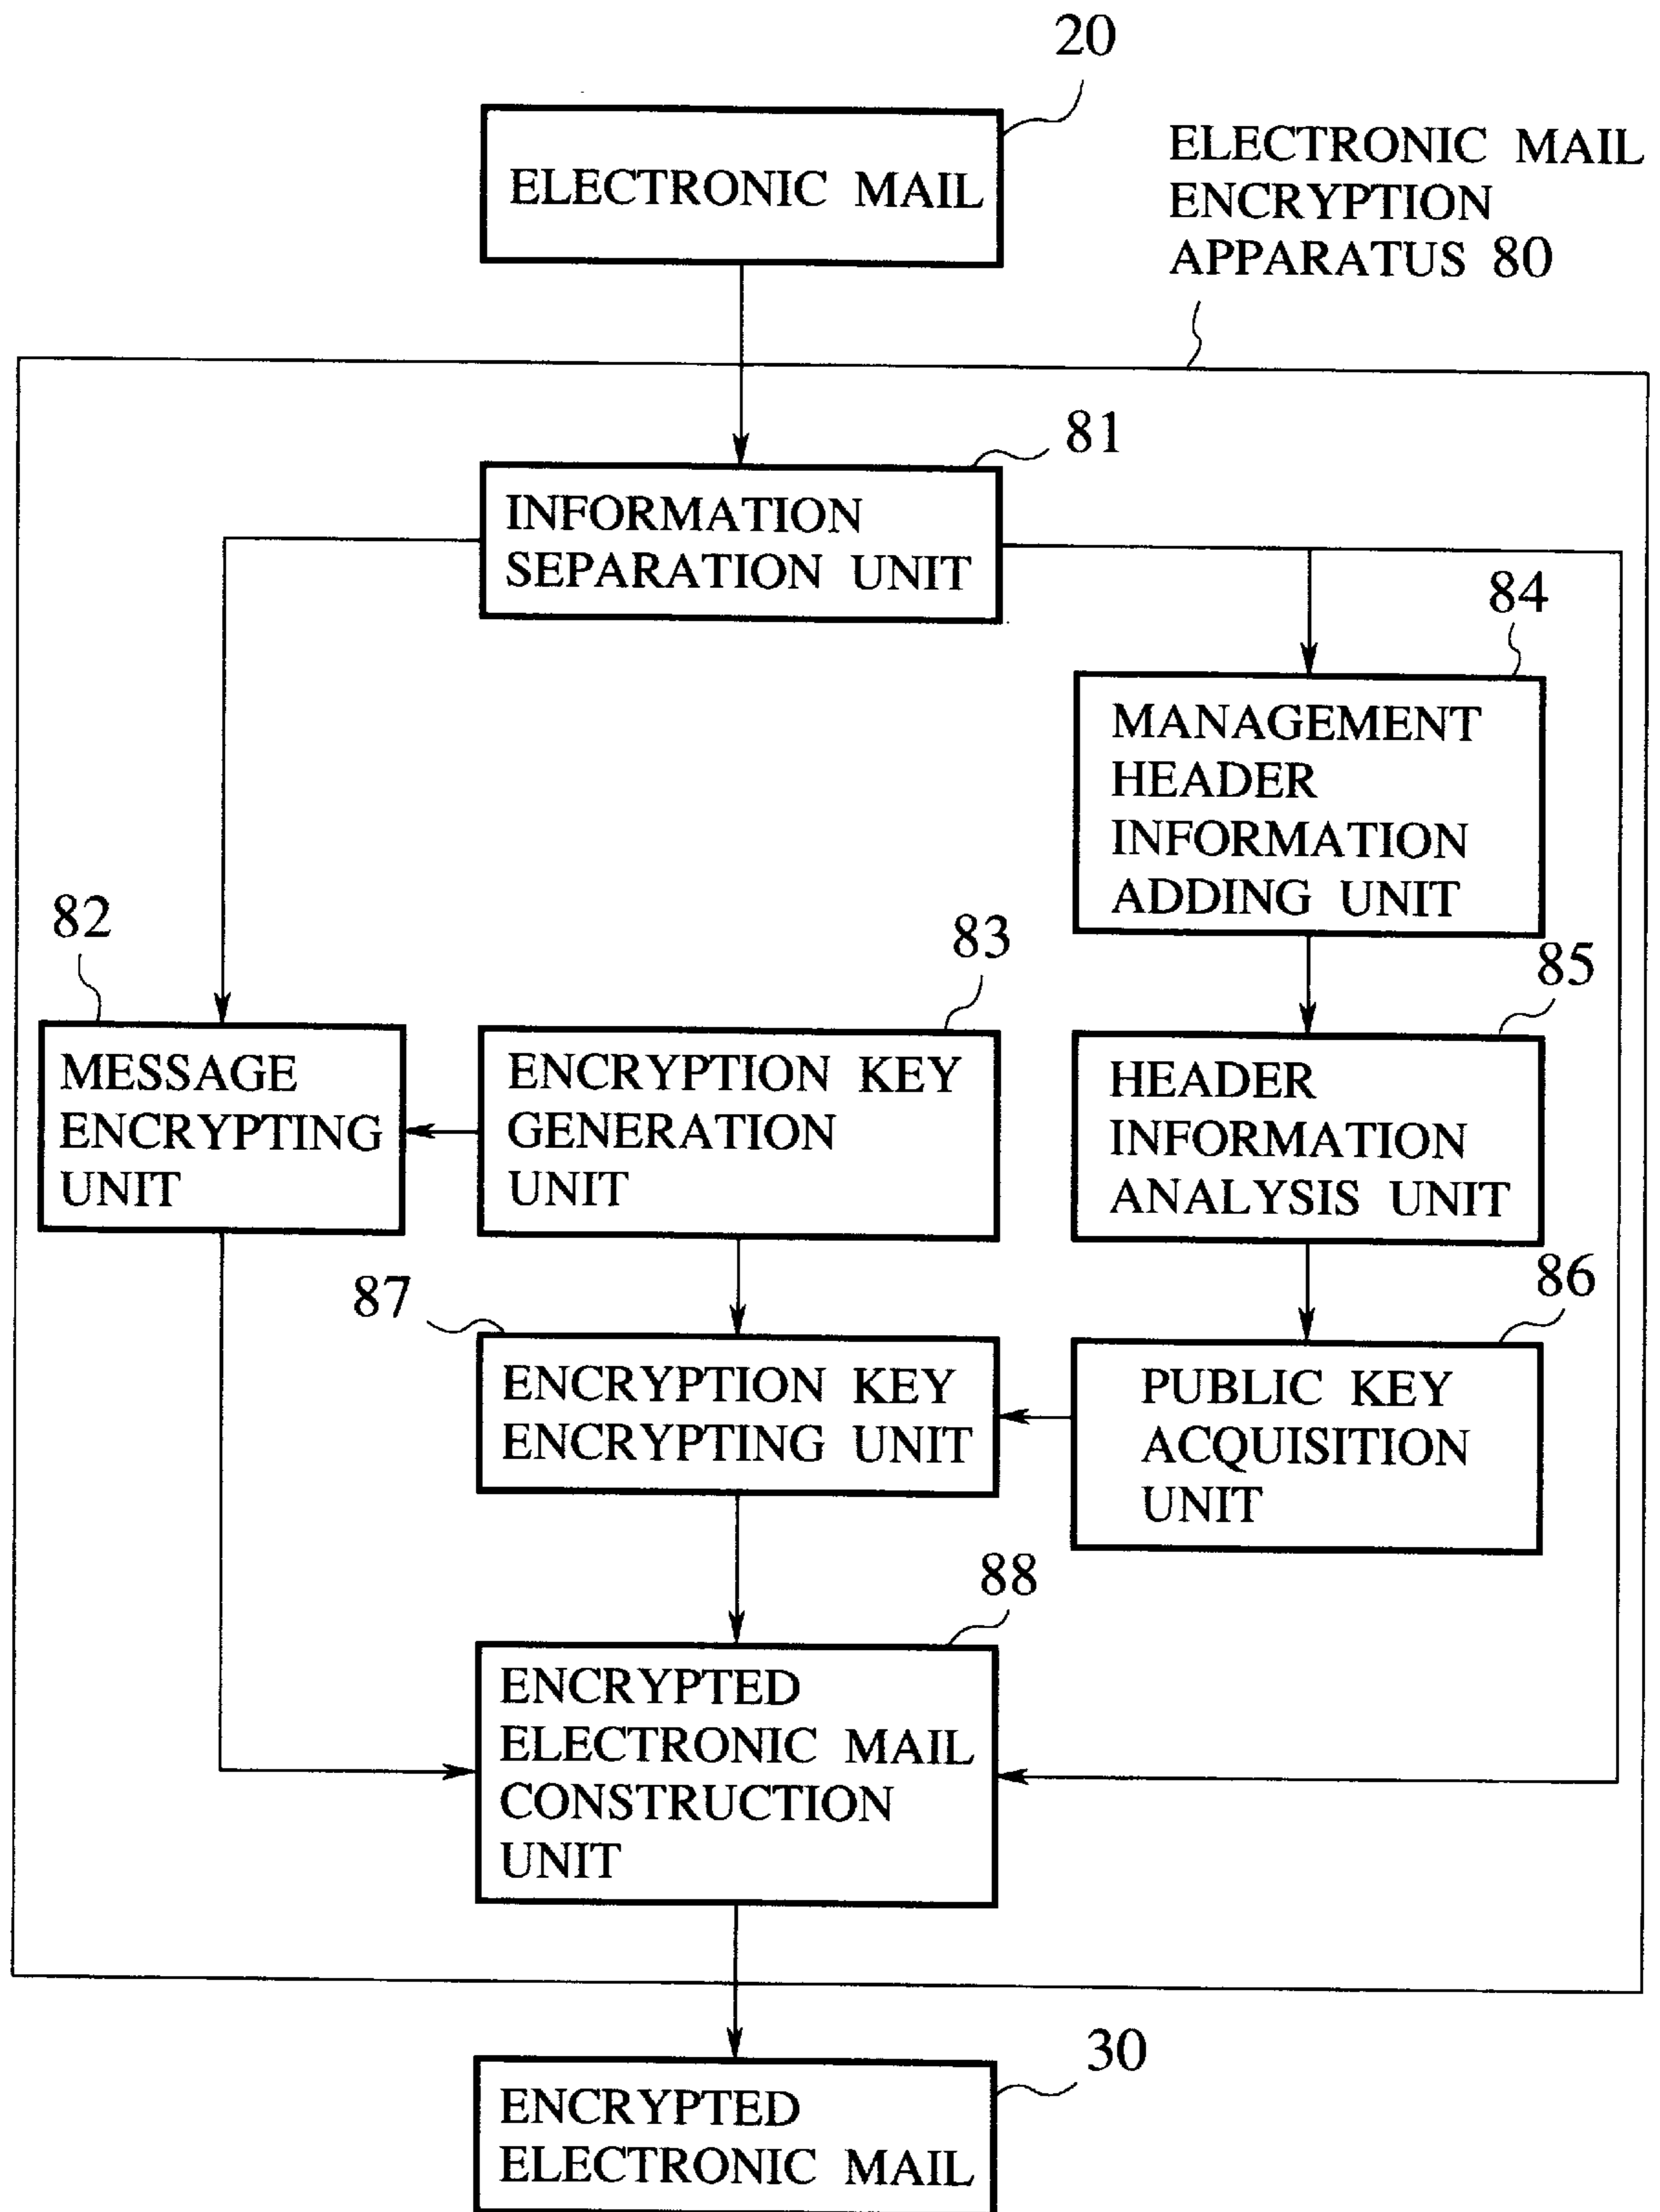 20
ELECTRONIC MAIL
ELECTRONIC MAIL
ENCRYPTION
APPARATUS 80
81
INFORMATION
SEPARATION UNIT
84
MANAGEMENT
HEADER
INFORMATION
ADDING UNIT
82
83
85
MESSAGE
ENCRYPTING
UNIT
ENCRYPTION KEY
GENERATION
UNIT
HEADER
INFORMATION
ANALYSIS UNIT
87
86
ENCRYPTION KEY
ENCRYPTING UNIT
PUBLIC KEY
ACQUISITION
UNIT
88
ENCRYPTED
ELECTRONIC MAIL
CONSTRUCTION
UNIT
30
ENCRYPTED
ELECTRONIC MAIL